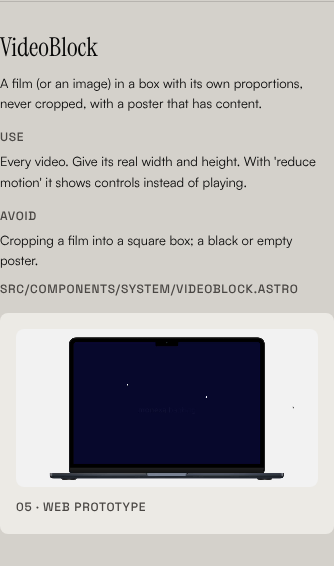 VideoBlock
A film (or an image) in a box with its own proportions,
never cropped, with a poster that has content.
USE
Every video. Give its real width and height. With 'reduce
motion' it shows controls instead of playing.
AVOID
Cropping a film into a square box; a black or empty
poster.
SRC/COMPONENTS/SYSTEM/VIDEOBLOCK.ASTRO
05 · WEB PROTOTYPE